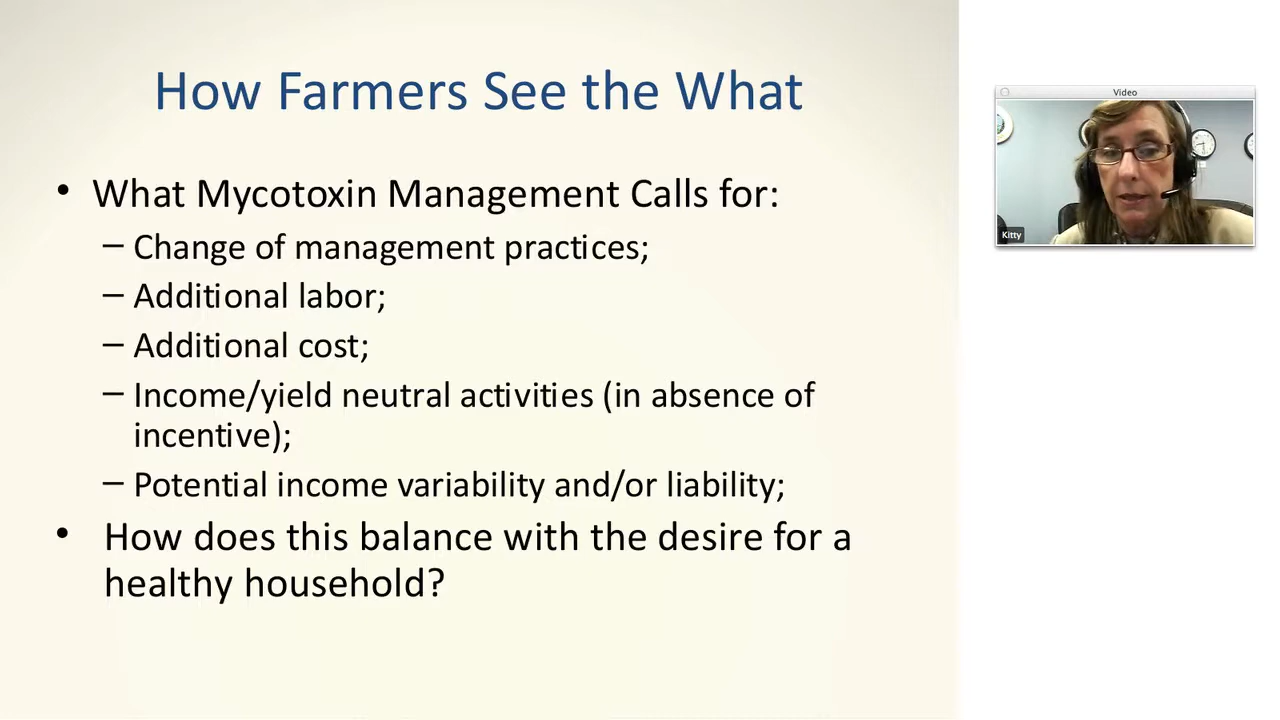 How Farmers See the What
• What Mycotoxin Management Calls for:
– Change of management practices;
– Additional labor;
– Additional cost;
– Income/yield neutral activities (in absence of
incentive);
– Potential income variability and/or liability;
• How does this balance with the desire for a
healthy household?
Video
Kitty